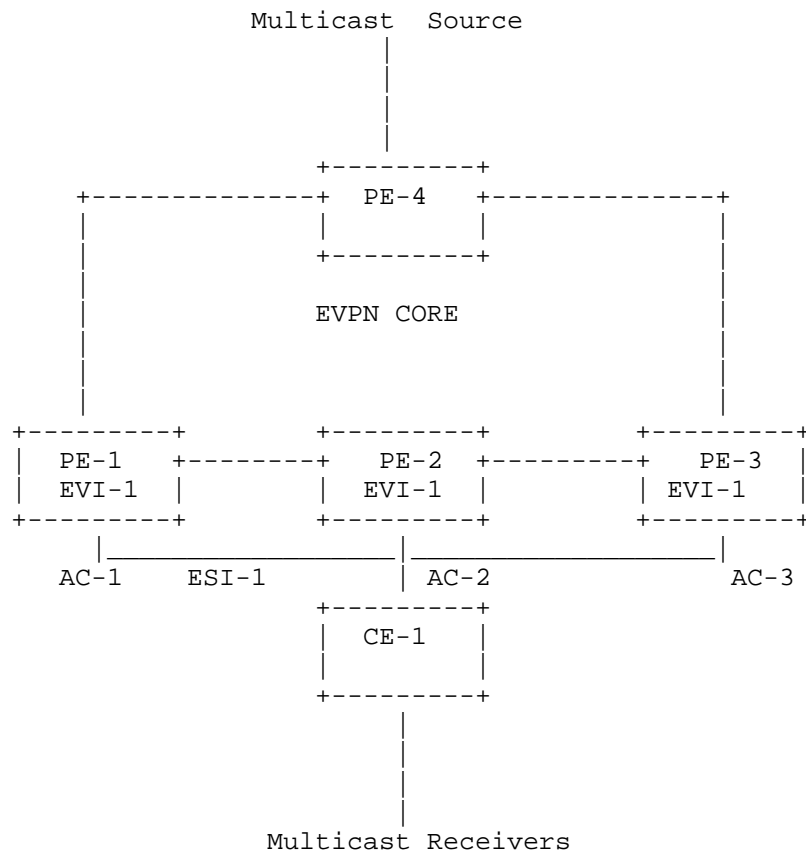 Multicast Source
PE-4
EVPN CORE
PE-1 PE-2 PE-3
EVI-1 EVI-1 EVI-1
AC-1 ESI-1 AC-2 AC-3
CE-1
Multicast Receivers